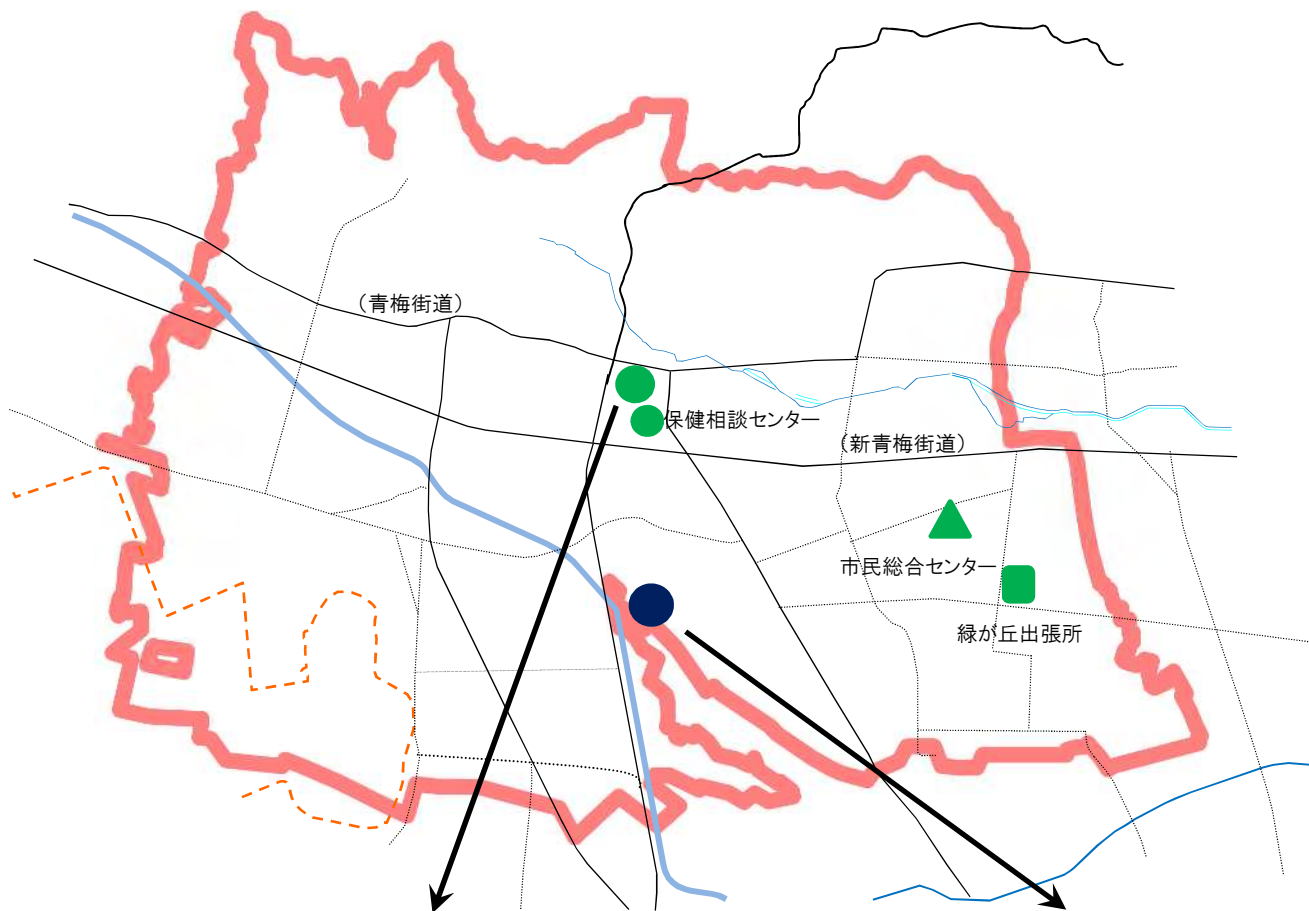 （青梅街道）
保健相談センター
（新青梅街道）
市民総合センター
緑が丘出張所